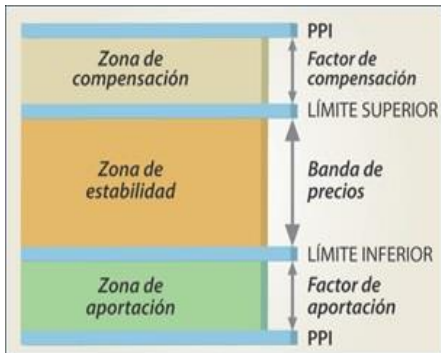 PPI
Zona de
compensación
Factor de
compensación
LÍMITE SUPERIOR
Zona de
estabilidad
Banda de
precios
LÍMITE INFERIOR
Zona de
aportación
Factor de
aportación
PPI